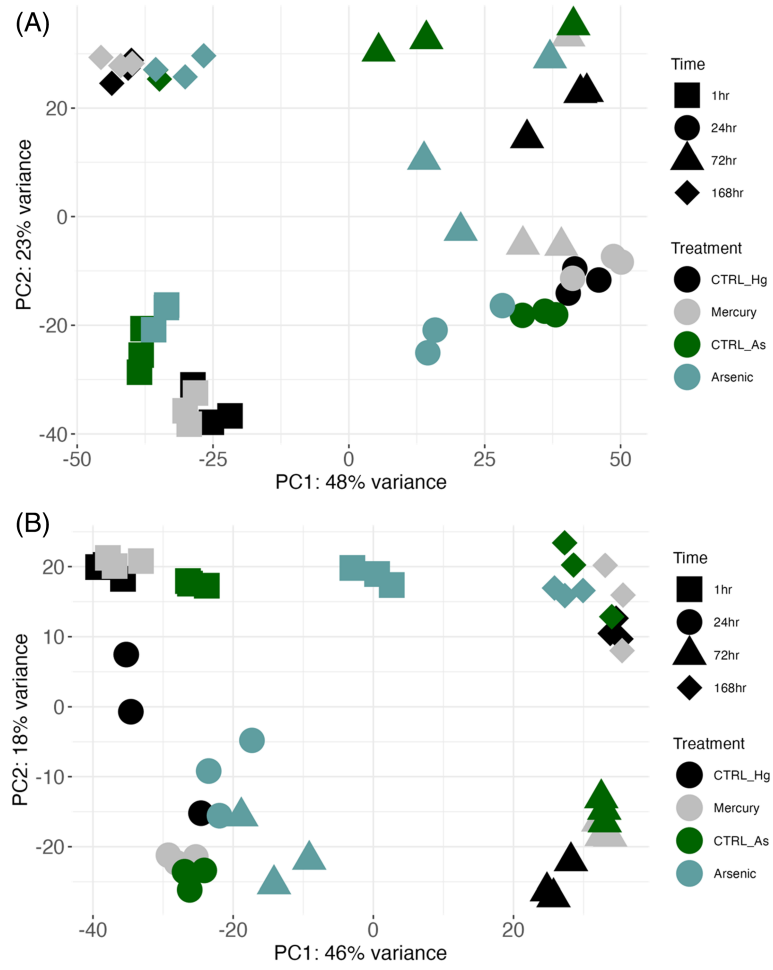 (A)
20
0
-20
-40
PC2: 23% variance
-50
-25
0
25
50
PC1: 48% variance
Time
1hr
24hr
72hr
168hr
Treatment
CTRL_Hg
Mercury
CTRL_As
Arsenic
(B)
20
10
0
-10
-20
PC2: 18% variance
-40
-20
0
20
PC1: 46% variance
Time
1hr
24hr
72hr
168hr
Treatment
CTRL_Hg
Mercury
CTRL_As
Arsenic